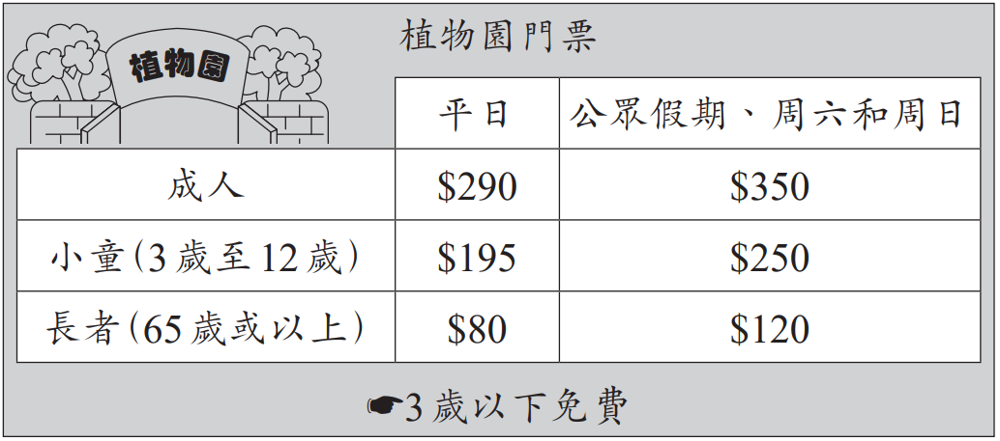 植物園
植物園門票
平日 公眾假期、周六和周日
成人 $290 $350
小童(3歲至12歲) $195 $250
長者(65歲或以上) $80 $120
☛3歲以下免費